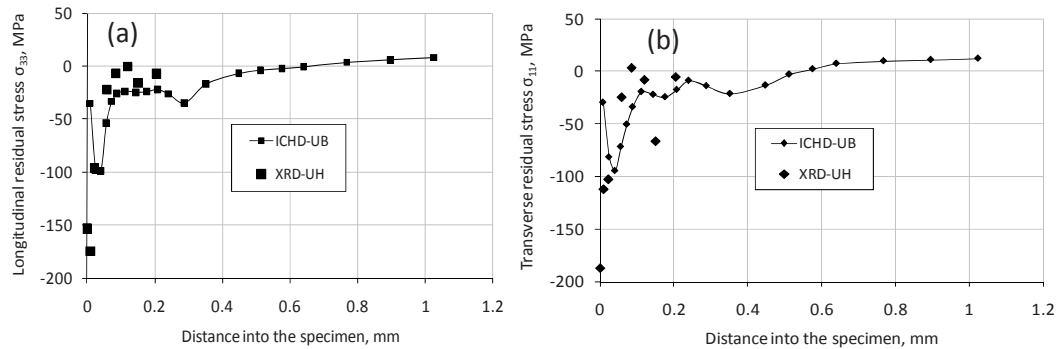 50
0
-50
-100
-150
-200
0
0.2
0.4
0.6
0.8
1
1.2
Longitudinal residual stress σ33, MPa
Distance into the specimen, mm
(a)
ICHD-UB
XRD-UH
50
0
-50
-100
-150
-200
0
0.2
0.4
0.6
0.8
1
1.2
Transverse residual stress σ11, MPa
Distance into the specimen, mm
(b)
ICHD-UB
XRD-UH